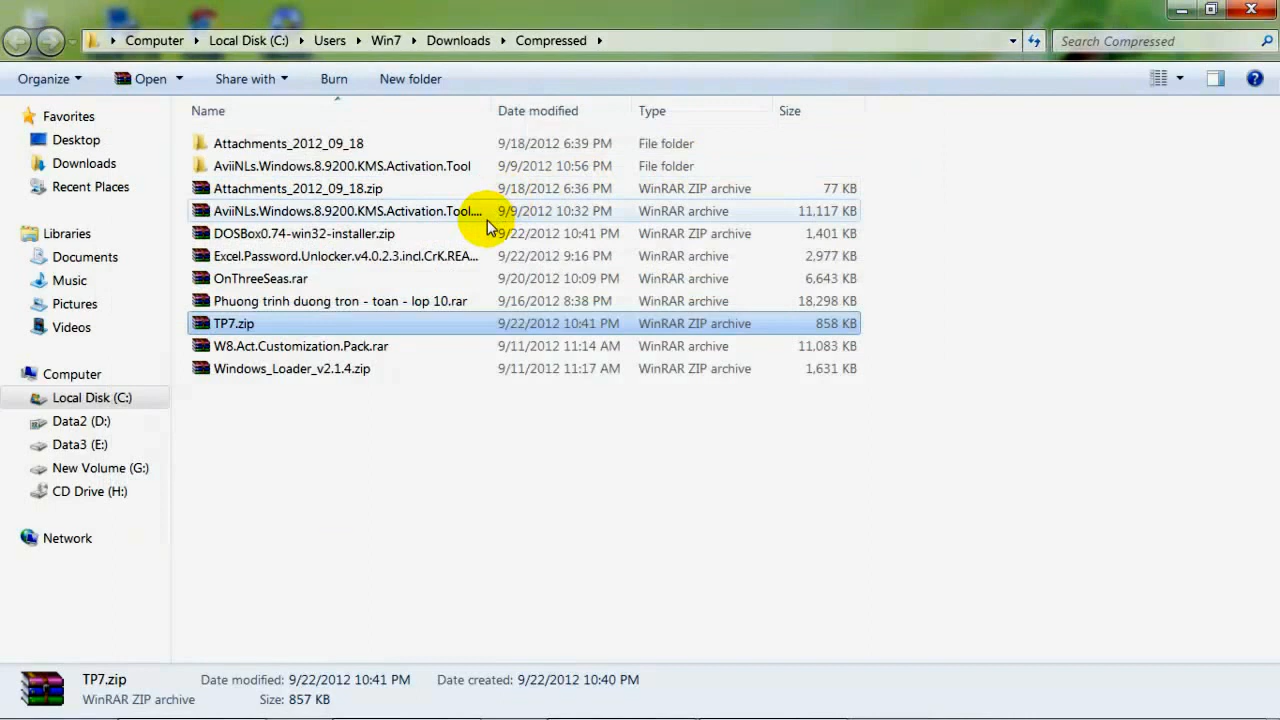 Computer Local Disk (C:) Users Win7 Downloads Compressed Search Compressed
Organize Open Share with Burn New folder
Name Date modified Type Size
Favorites
Desktop
Downloads
Recent Places
Libraries
Documents
Music
Pictures
Videos
Computer
Local Disk (C:)
Data2 (D:)
Data3 (E:)
New Volume (G:)
CD Drive (H:)
Network
Attachments_2012_09_18 9/18/2012 6:39 PM File folder
AviiNLs.Windows.8.9200.KMS.Activation.Tool 9/9/2012 10:56 PM File folder
Attachments_2012_09_18.zip 9/18/2012 6:36 PM WinRAR ZIP archive 77 KB
AviiNLs.Windows.8.9200.KMS.Activation.Tool.... 9/9/2012 10:32 PM WinRAR archive 11,117 KB
DOSBox0.74-win32-installer.zip 9/22/2012 10:41 PM WinRAR ZIP archive 1,401 KB
Excel.Password.Unlocker.v4.0.2.3.incl.CrK.REA... 9/22/2012 9:16 PM WinRAR archive 2,977 KB
OnThreeSeas.rar 9/20/2012 10:09 PM WinRAR archive 6,643 KB
Phuong trinh duong tron - toan - lop 10.rar 9/16/2012 8:38 PM WinRAR archive 18,298 KB
TP7.zip 9/22/2012 10:41 PM WinRAR ZIP archive 858 KB
W8.Act.Customization.Pack.rar 9/11/2012 11:14 AM WinRAR archive 11,083 KB
Windows_Loader_v2.1.4.zip 9/11/2012 11:17 AM WinRAR ZIP archive 1,631 KB
TP7.zip Date modified: 9/22/2012 10:41 PM Date created: 9/22/2012 10:40 PM
WinRAR ZIP archive Size: 857 KB